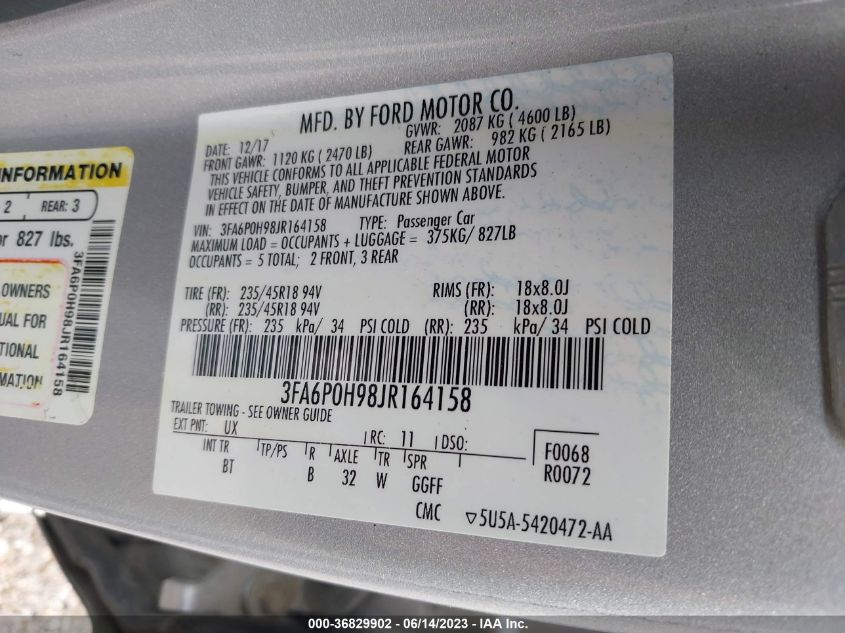 INFORMATION
2 REAR: 3
or 827 lbs.
OWNERS
UAL FOR
TIONAL
MATION
3FA6P0H98JR164158
MFD. BY FORD MOTOR CO.
DATE: 12/17 GVWR: 2087 KG ( 4600 LB)
FRONT GAWR: 1120 KG ( 2470 LB) REAR GAWR: 982 KG ( 2165 LB)
THIS VEHICLE CONFORMS TO ALL APPLICABLE FEDERAL MOTOR
VEHICLE SAFETY, BUMPER, AND THEFT PREVENTION STANDARDS
IN EFFECT ON THE DATE OF MANUFACTURE SHOWN ABOVE.
VIN: 3FA6P0H98JR164158 TYPE: Passenger Car
MAXIMUM LOAD = OCCUPANTS + LUGGAGE = 375KG/ 827LB
OCCUPANTS = 5 TOTAL; 2 FRONT, 3 REAR
TIRE (FR): 235/45R18 94V RIMS (FR): 18x8.0J
(RR): 235/45R18 94V (RR): 18x8.0J
PRESSURE (FR): 235 kPa/ 34 PSI COLD (RR): 235 kPa/ 34 PSI COLD
3FA6P0H98JR164158
TRAILER TOWING - SEE OWNER GUIDE
EXT PNT: UX RC: 11 DSO:
INT TR TP/PS R AXLE TR SPR F0068
BT B 32 W GGFF R0072
CMC ▽5U5A-5420472-AA
000-36829902 - 06/14/2023 - IAA Inc.